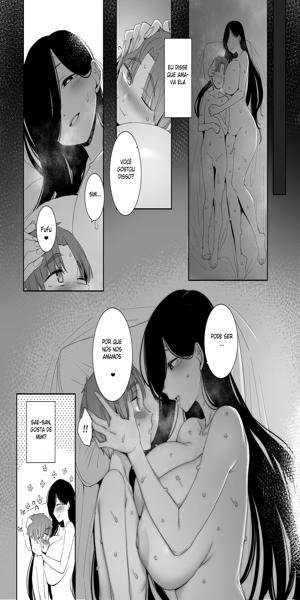 EU DISSE
QUE AMA-
VA ELA
VOCÊ
GOSTOU
DISSO?
SIM...
FUFU
♥
PODE SER
...
POR QUE
NÓS NOS
AMAMOS
♥
!!
SAE-SAN,
GOSTA DE
MIM?